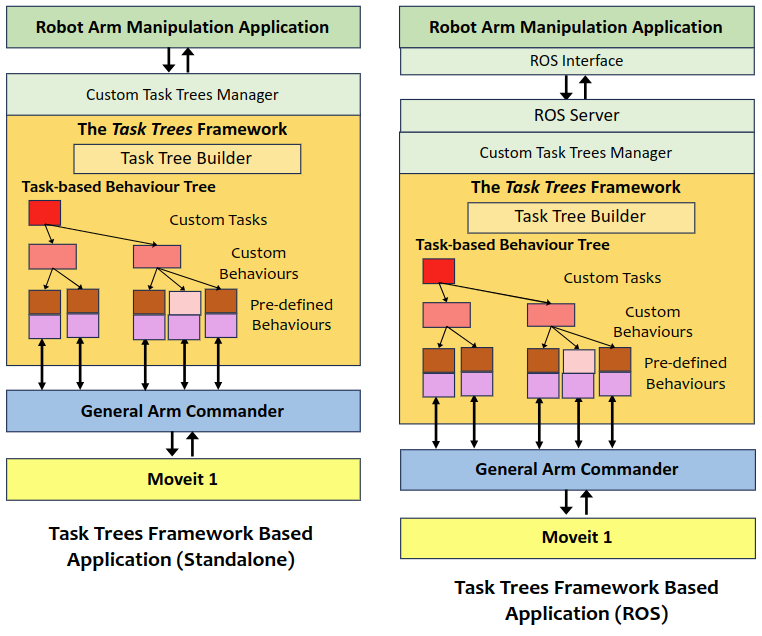 Robot Arm Manipulation Application
Custom Task Trees Manager
The Task Trees Framework
Task Tree Builder
Task-based Behaviour Tree
Custom Tasks
Custom
Behaviours
Pre-defined
Behaviours
General Arm Commander
Moveit 1
Task Trees Framework Based
Application (Standalone)
Robot Arm Manipulation Application
ROS Interface
ROS Server
Custom Task Trees Manager
The Task Trees Framework
Task Tree Builder
Task-based Behaviour Tree
Custom Tasks
Custom
Behaviours
Pre-defined
Behaviours
General Arm Commander
Moveit 1
Task Trees Framework Based
Application (ROS)